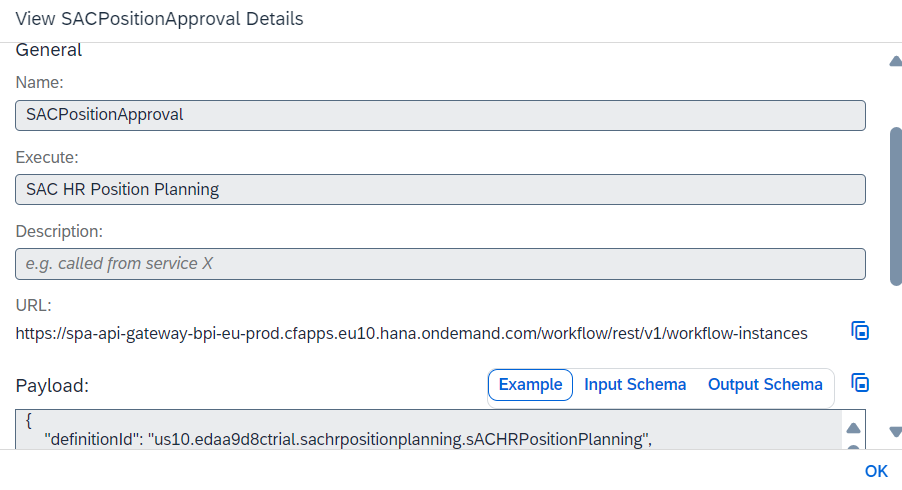 View SACPositionApproval Details
General
Name:
SACPositionApproval
Execute:
SAC HR Position Planning
Description:
e.g. called from service X
URL:
https://spa-api-gateway-bpi-eu-prod.cfapps.eu10.hana.ondemand.com/workflow/rest/v1/workflow-instances
Payload:
Example Input Schema Output Schema
{
"definitionId": "us10.edaa9d8ctrial.sachrpositionplanning.sACHRPositionPlanning",
OK